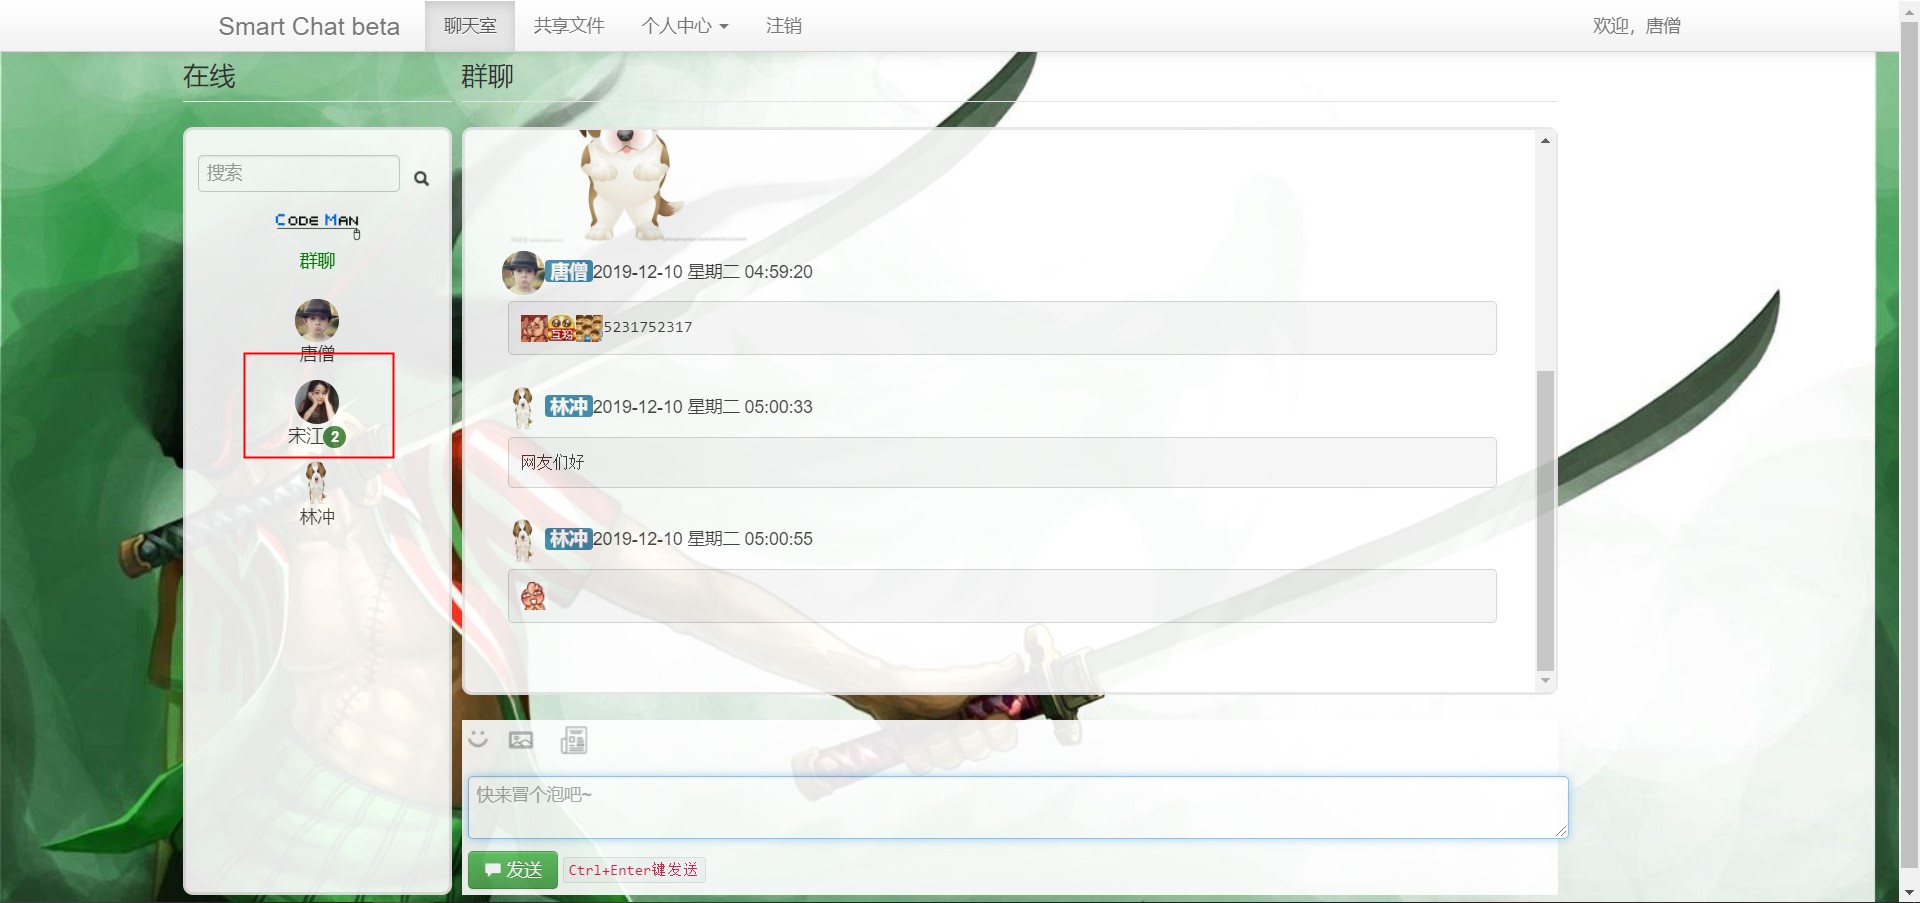 Smart Chat beta 聊天室 共享文件 个人中心 注销 欢迎，唐僧
在线
群聊
搜索
CODE MAN
群聊
唐僧
宋江 2
林冲
唐僧 2019-12-10 星期二 04:59:20
5231752317
林冲 2019-12-10 星期二 05:00:33
网友们好
林冲 2019-12-10 星期二 05:00:55
快来冒个泡吧~
发送 Ctrl+Enter键发送